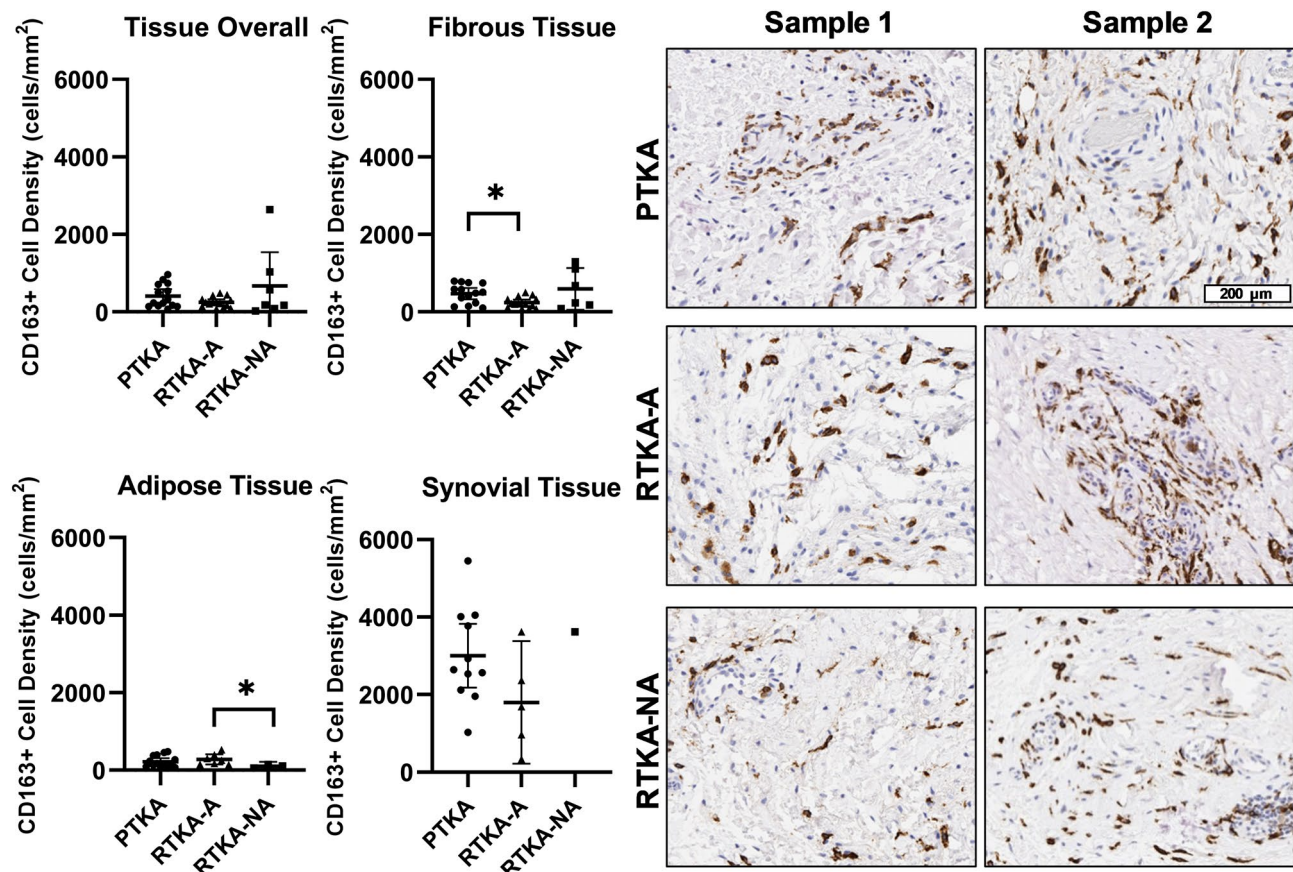 Tissue Overall
CD163+ Cell Density (cells/mm²)
6000
4000
2000
0
PTKA
RTKA-A
RTKA-NA
Fibrous Tissue
CD163+ Cell Density (cells/mm²)
6000
4000
2000
0
*
PTKA
RTKA-A
RTKA-NA
Adipose Tissue
CD163+ Cell Density (cells/mm²)
6000
4000
2000
0
*
PTKA
RTKA-A
RTKA-NA
Synovial Tissue
CD163+ Cell Density (cells/mm²)
6000
4000
2000
0
PTKA
RTKA-A
RTKA-NA
Sample 1
Sample 2
PTKA
200 µm
RTKA-A
RTKA-NA